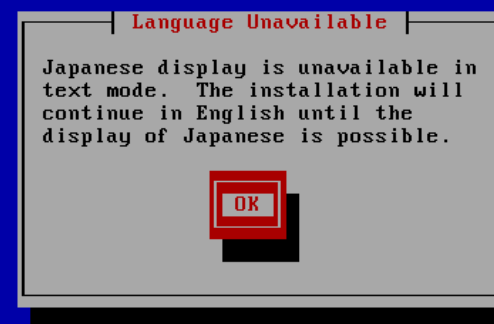 Language Unavailable
Japanese display is unavailable in
text mode.  The installation will
continue in English until the
display of Japanese is possible.
OK